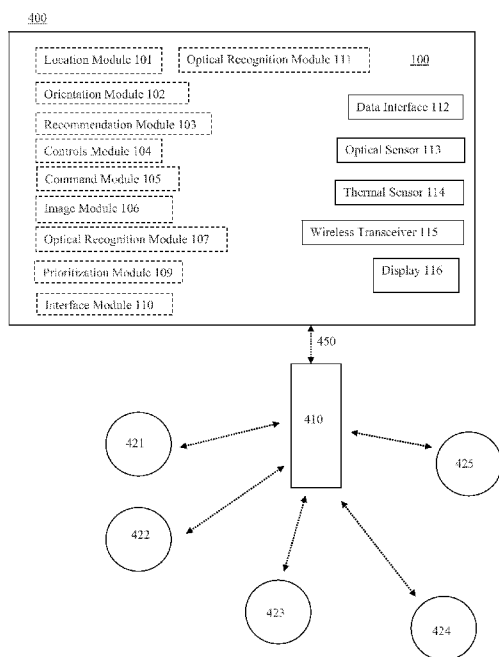 400
Location Module 101
Optical Recognition Module 111
100
Orientation Module 102
Data Interface 112
Recommendation Module 103
Controls Module 104
Optical Sensor 113
Command Module 105
Thermal Sensor 114
Image Module 106
Wireless Transceiver 115
Optical Recognition Module 107
Prioritization Module 109
Display 116
Interface Module 110
450
410
421
425
422
423
424